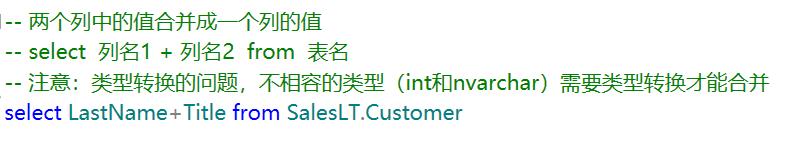 -- 两个列中的值合并成一个列的值
-- select  列名1 + 列名2  from  表名
-- 注意：类型转换的问题，不相容的类型（int和nvarchar）需要类型转换才能合并
select LastName+Title from SalesLT.Customer